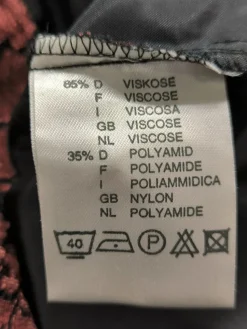 65% D VISKOSE
F VISCOSE
I VISCOSA
GB VISCOSE
NL VISCOSE
35% D POLYAMID
F POLYAMIDE
I POLIAMMIDICA
GB NYLON
NL POLYAMIDE
40 P